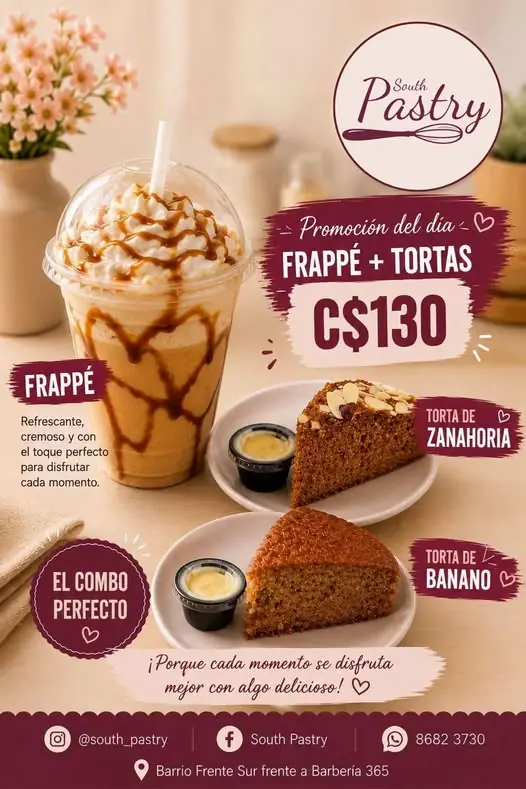 South
Pastry
Promoción del día
FRAPPÉ + TORTAS
C$130
FRAPPÉ
Refrescante,
cremoso y con
el toque perfecto
para disfrutar
cada momento.
TORTA DE
ZANAHORIA
TORTA DE
BANANO
EL COMBO
PERFECTO
¡Porque cada momento se disfruta
mejor con algo delicioso!
@south_pastry
South Pastry
8682 3730
Barrio Frente Sur frente a Barbería 365